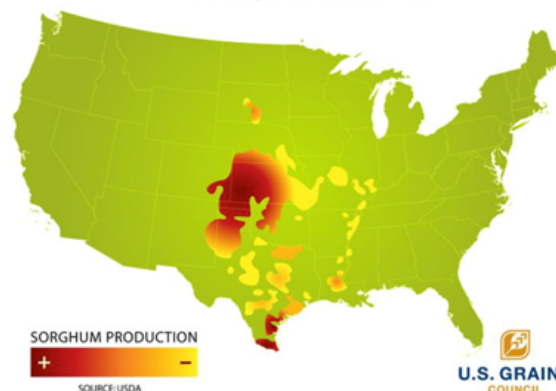 SORGHUM PRODUCTION
+ −
SOURCE: USDA
U.S. GRAIN
COUNCIL